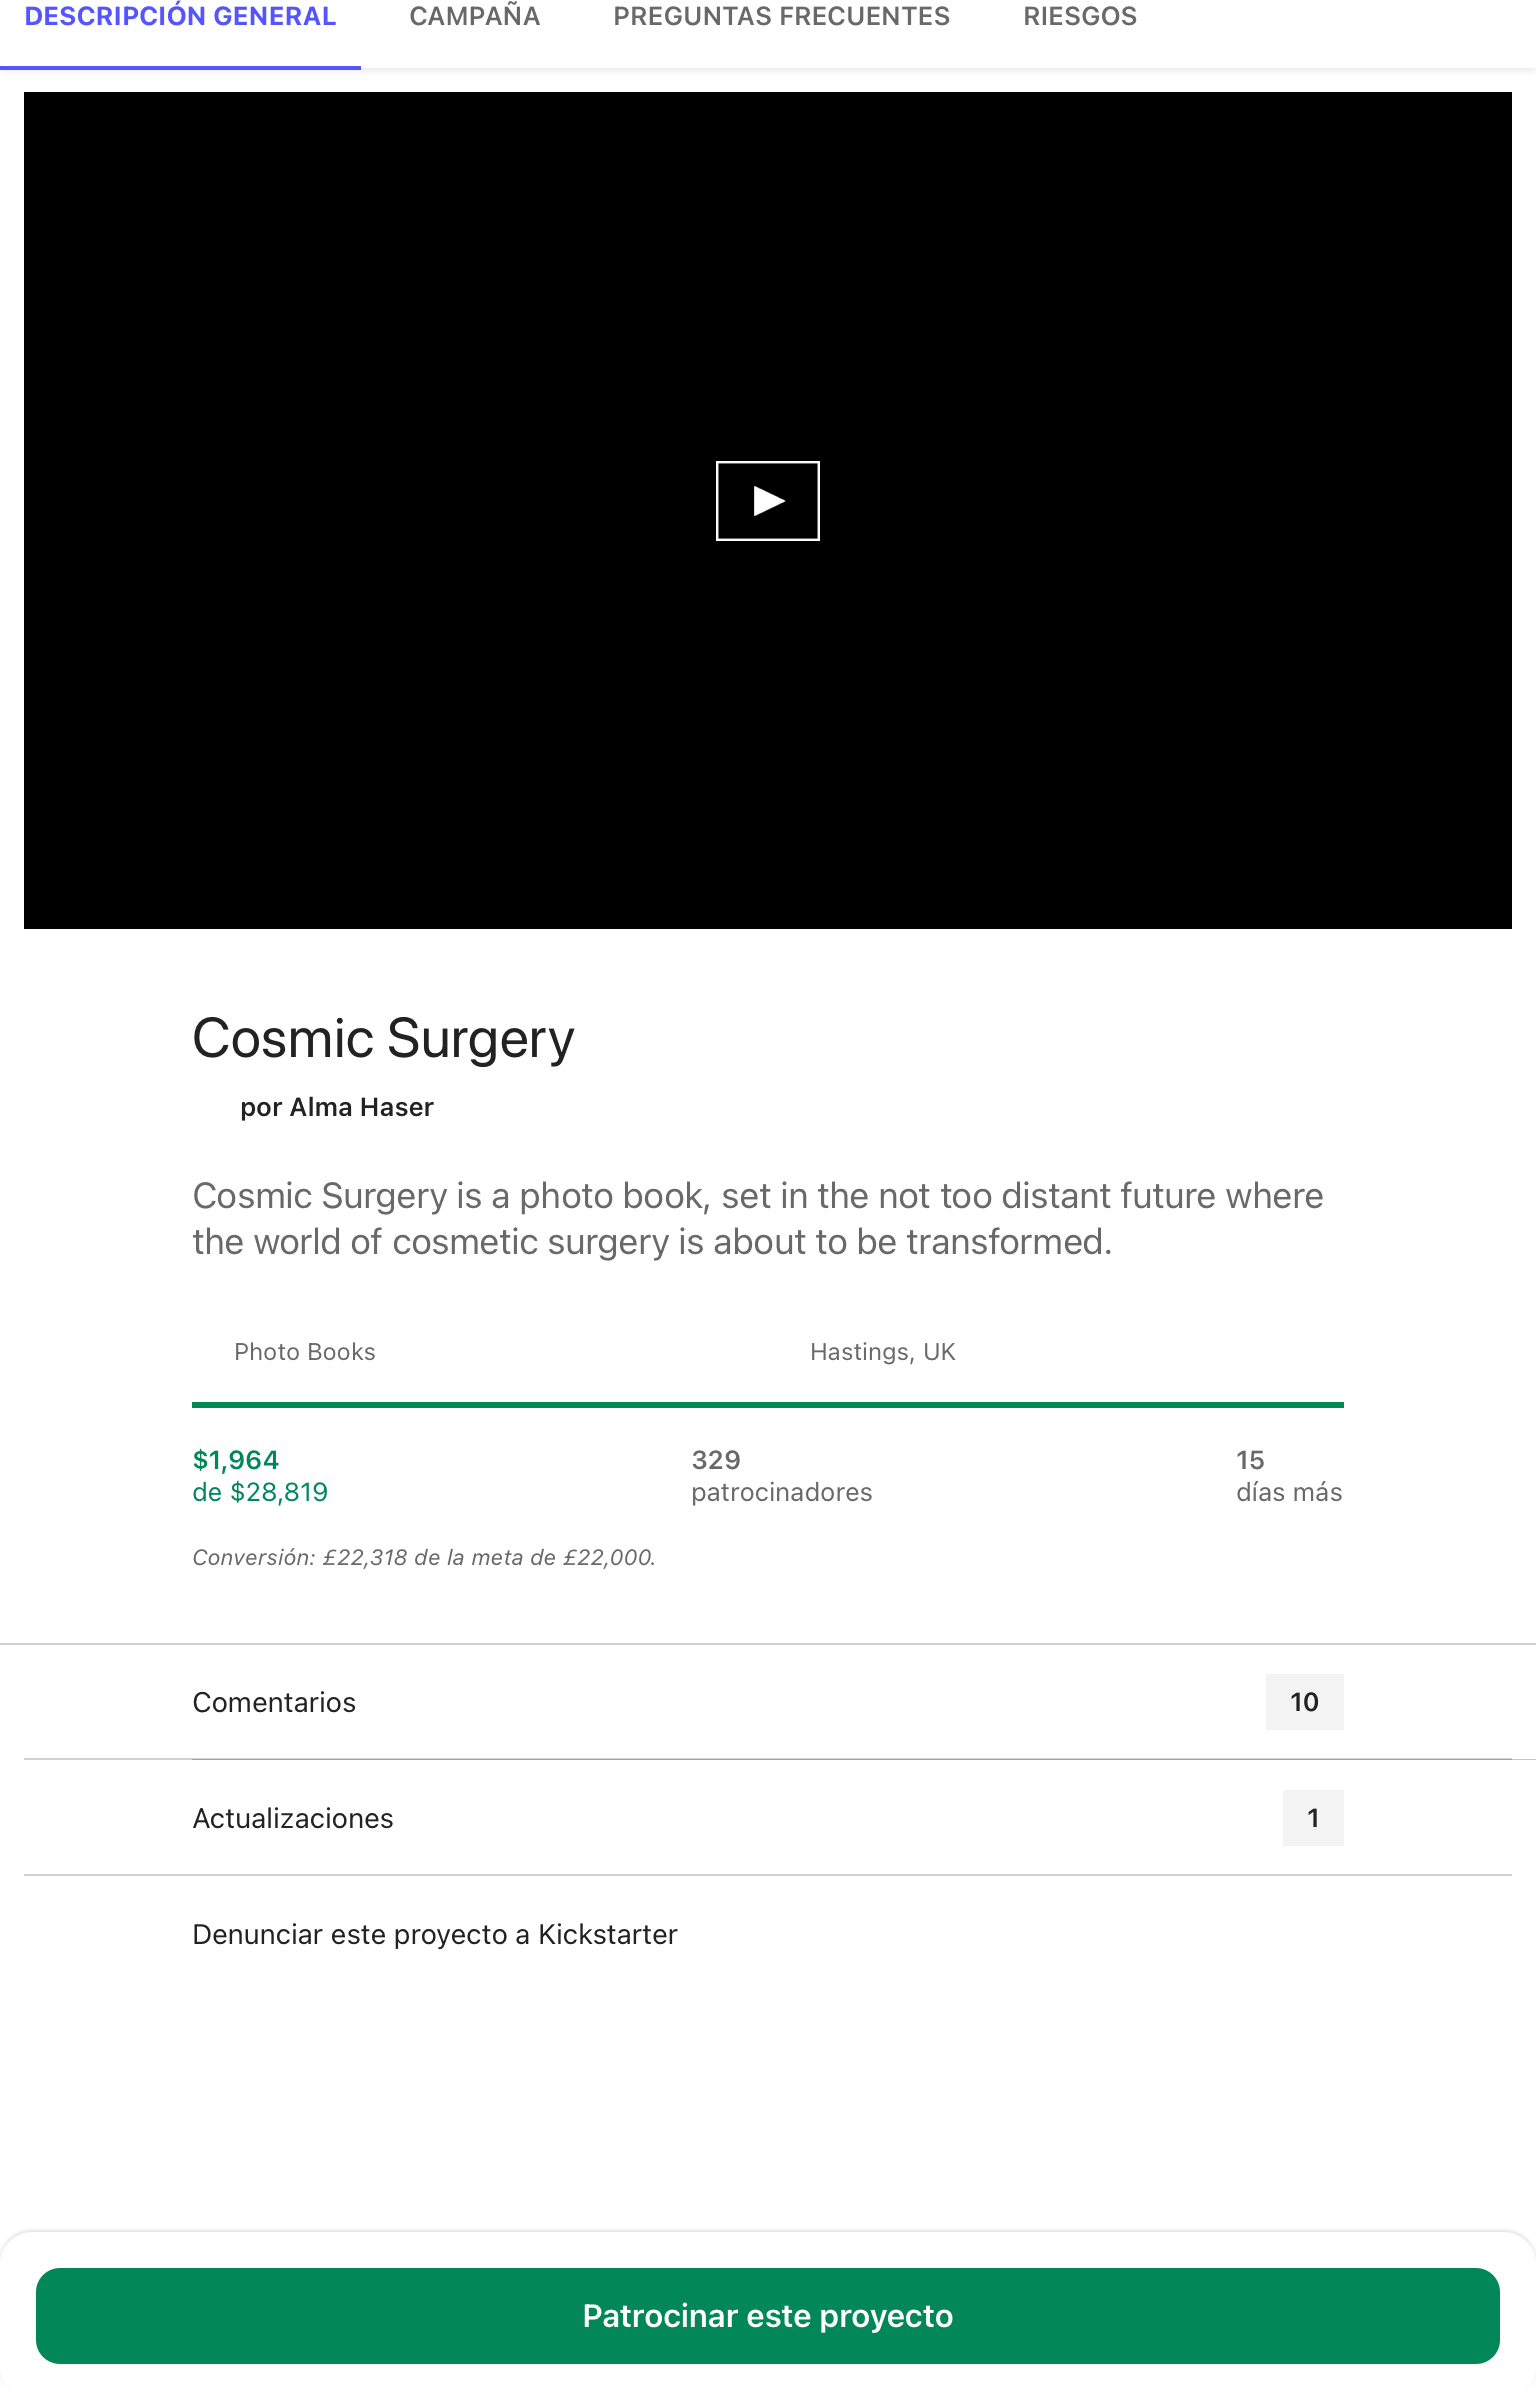 DESCRIPCIÓN GENERAL CAMPAÑA PREGUNTAS FRECUENTES RIESGOS
Cosmic Surgery
por Alma Haser
Cosmic Surgery is a photo book, set in the not too distant future where
the world of cosmetic surgery is about to be transformed.
Photo Books Hastings, UK
$1,964 329 15
de $28,819 patrocinadores días más
Conversión: £22,318 de la meta de £22,000.
Comentarios 10
Actualizaciones 1
Denunciar este proyecto a Kickstarter
Patrocinar este proyecto